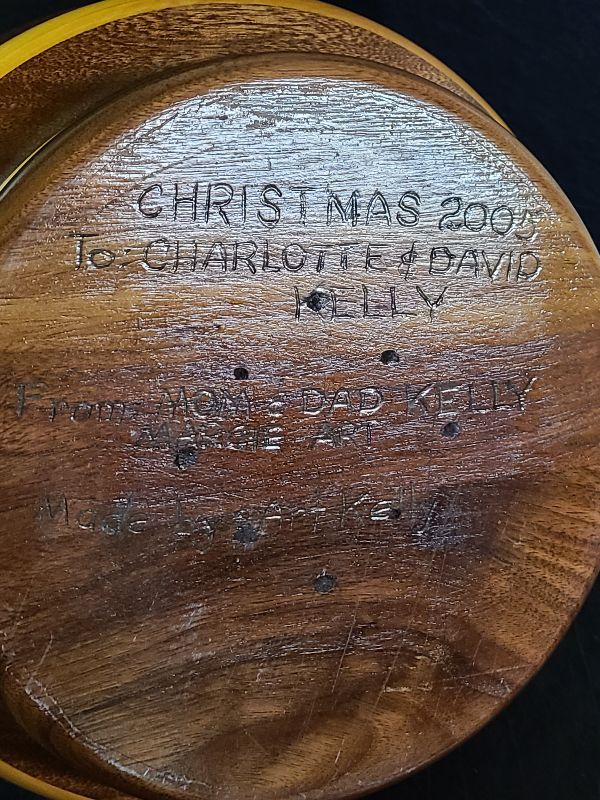 CHRISTMAS 2005
To: CHARLOTTE & DAVID
KELLY
From: MOM & DAD KELLY
MARGIE ART
Made by: Art Kelly